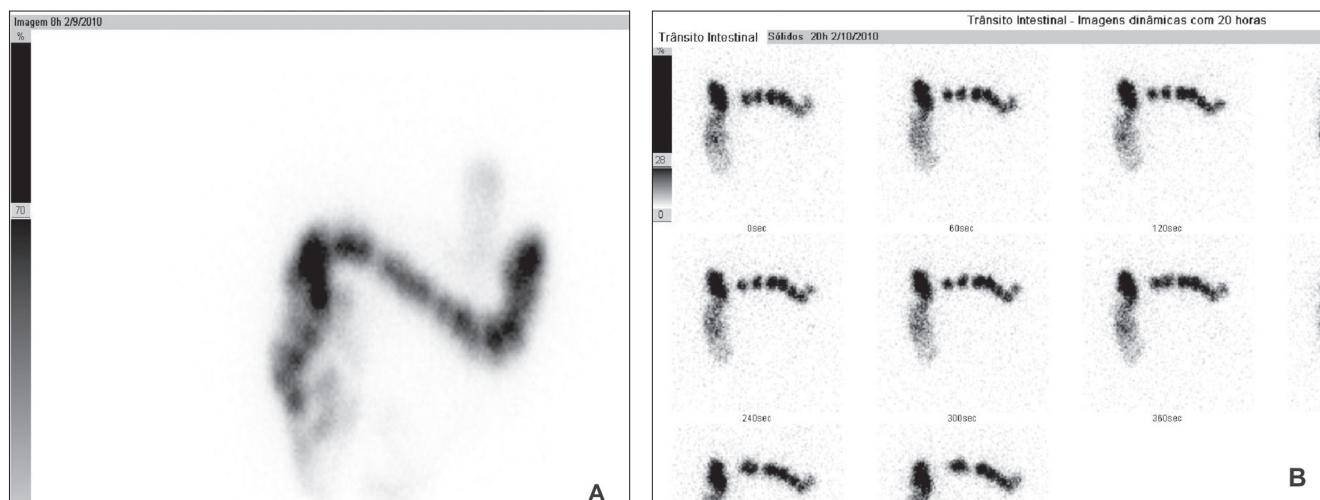 Imagem 8h 2/9/2010
%
70
A
Trânsito Intestinal - Imagens dinâmicas com 20 horas
Trânsito Intestinal Sólidos 20h 2/10/2010
%
28
0
0sec 60sec 120sec
240sec 300sec 360sec
B